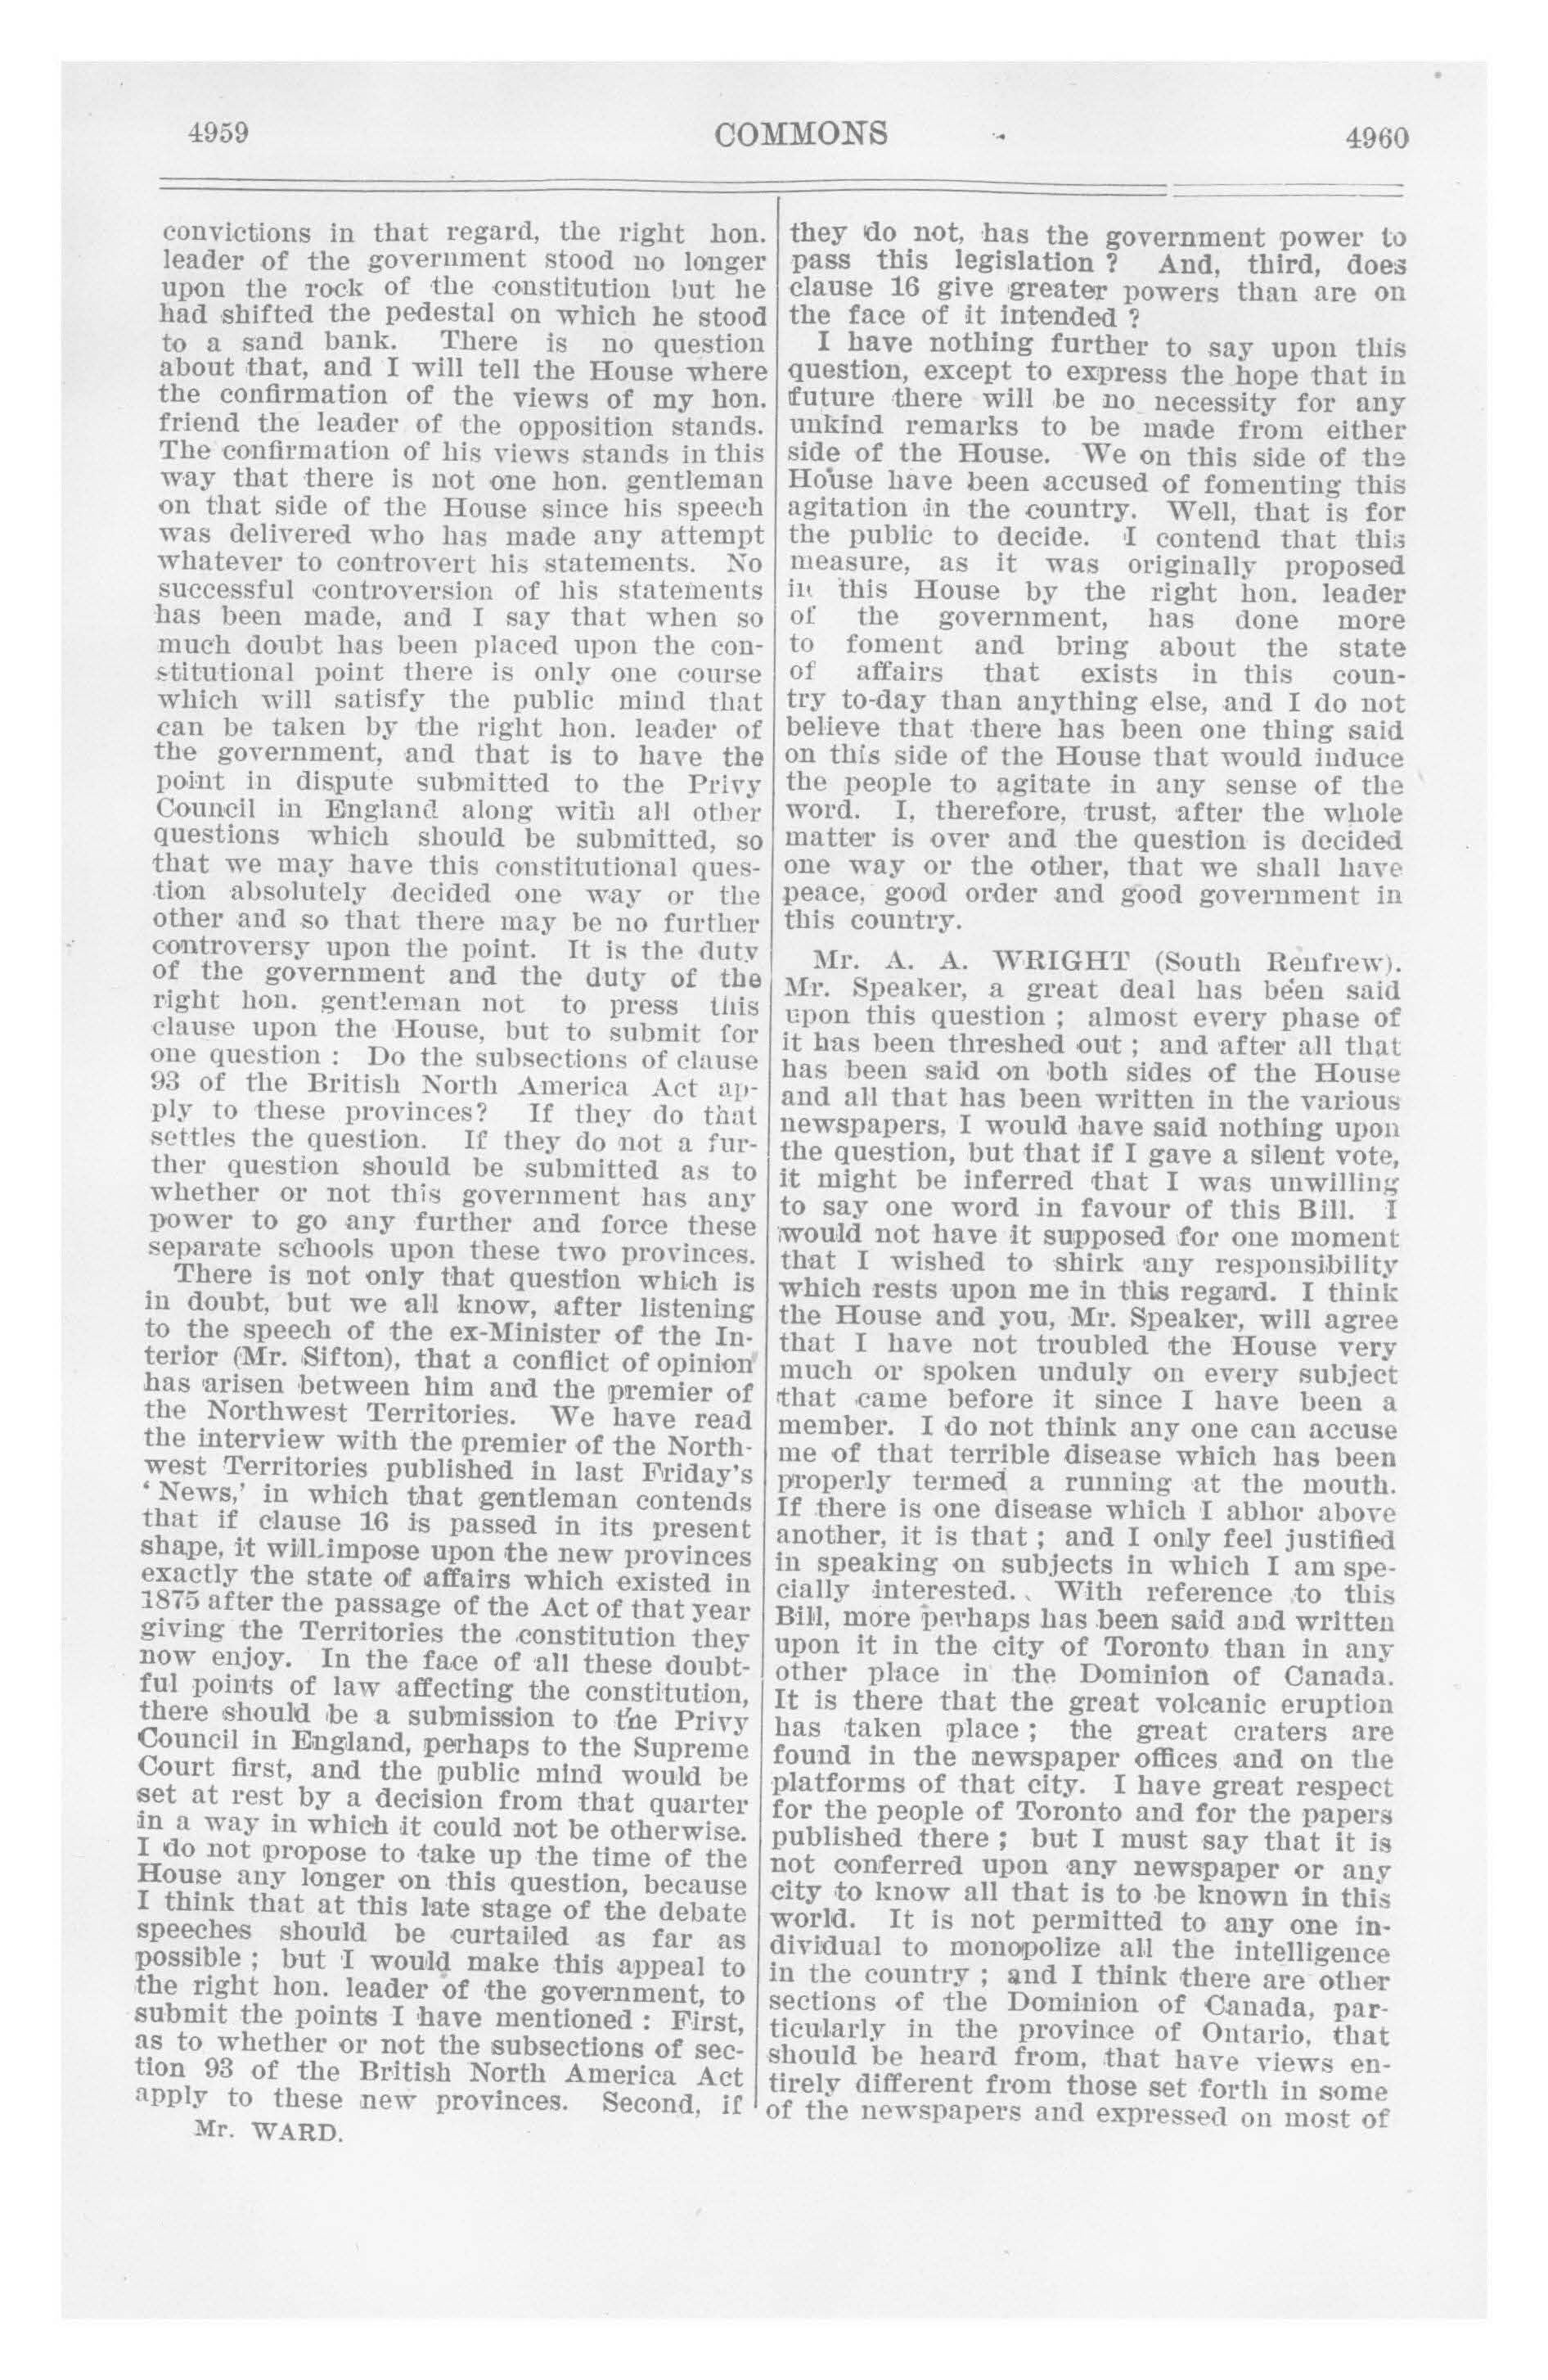 4959
COMMONS
4960
convictions in that regard, the right hon.
leader of the government stood no longer
upon the rock of the constitution but he
had shifted the pedestal on which he stood
to a sand bank. There is no question
about that, and I will tell the House where
the confirmation of the views of my hon.
friend the leader of the opposition stands.
The confirmation of his views stands in this
way that there is not one hon. gentleman
on that side of the House since his speech
was delivered who has made any attempt
whatever to controvert his statements. No
successful controversion of his statements
has been made, and I say that when so
much doubt has been placed upon the con-
stitutional point there is only one course
which will satisfy the public mind that
can be taken by the right hon. leader of
the government, and that is to have the
point in dispute submitted to the Privy
Council in England along with all other
questions which should be submitted, so
that we may have this constitutional ques-
tion absolutely decided one way or the
other and so that there may be no further
controversy upon the point. It is the duty
of the government and the duty of the
right hon. gentleman not to press this
clause upon the House, but to submit for
one question : Do the subsections of clause
93 of the British North America Act ap-
ply to these provinces? If they do that
settles the question. If they do not a fur-
ther question should be submitted as to
whether or not this government has any
power to go any further and force these
separate schools upon these two provinces.
There is not only that question which is
in doubt, but we all know, after listening
to the speech of the ex-Minister of the In-
terior (Mr. Sifton), that a conflict of opinion
has arisen between him and the premier of
the Northwest Territories. We have read
the interview with the premier of the North-
west Territories published in last Friday's
‘ News,’ in which that gentleman contends
that if clause 16 is passed in its present
shape, it will impose upon the new provinces
exactly the state of affairs which existed in
1875 after the passage of the Act of that year
giving the Territories the constitution they
now enjoy. In the face of all these doubt-
ful points of law affecting the constitution,
there should be a submission to the Privy
Council in England, perhaps to the Supreme
Court first, and the public mind would be
set at rest by a decision from that quarter
in a way in which it could not be otherwise.
I do not propose to take up the time of the
House any longer on this question, because
I think that at this late stage of the debate
speeches should be curtailed as far as
possible ; but I would make this appeal to
the right hon. leader of the government, to
submit the points I have mentioned : First,
as to whether or not the subsections of sec-
tion 93 of the British North America Act
apply to these new provinces. Second, if
Mr. WARD.
they do not, has the government power to
pass this legislation ? And, third, does
clause 16 give greater powers than are on
the face of it intended ?
I have nothing further to say upon this
question, except to express the hope that in
future there will be no necessity for any
unkind remarks to be made from either
side of the House. We on this side of the
House have been accused of fomenting this
agitation in the country. Well, that is for
the public to decide. I contend that this
measure, as it was originally proposed
in this House by the right hon. leader
of the government, has done more
to foment and bring about the state
of affairs that exists in this coun-
try to-day than anything else, and I do not
believe that there has been one thing said
on this side of the House that would induce
the people to agitate in any sense of the
word. I, therefore, trust, after the whole
matter is over and the question is decided
one way or the other, that we shall have
peace, good order and good government in
this country.
Mr. A. A. WRIGHT (South Renfrew).
Mr. Speaker, a great deal has been said
upon this question ; almost every phase of
it has been threshed out ; and after all that
has been said on both sides of the House
and all that has been written in the various
newspapers, I would have said nothing upon
the question, but that if I gave a silent vote,
it might be inferred that I was unwilling
to say one word in favour of this Bill. I
would not have it supposed for one moment
that I wished to shirk any responsibility
which rests upon me in this regard. I think
the House and you, Mr. Speaker, will agree
that I have not troubled the House very
much or spoken unduly on every subject
that came before it since I have been a
member. I do not think any one can accuse
me of that terrible disease which has been
properly termed a running at the mouth.
If there is one disease which I abhor above
another, it is that ; and I only feel justified
in speaking on subjects in which I am spe-
cially interested. With reference to this
Bill, more perhaps has been said and written
upon it in the city of Toronto than in any
other place in the Dominion of Canada.
It is there that the great volcanic eruption
has taken place ; the great craters are
found in the newspaper offices and on the
platforms of that city. I have great respect
for the people of Toronto and for the papers
published there ; but I must say that it is
not conferred upon any newspaper or any
city to know all that is to be known in this
world. It is not permitted to any one in-
dividual to monopolize all the intelligence
in the country ; and I think there are other
sections of the Dominion of Canada, par-
ticularly in the province of Ontario, that
should be heard from, that have views en-
tirely different from those set forth in some
of the newspapers and expressed on most of